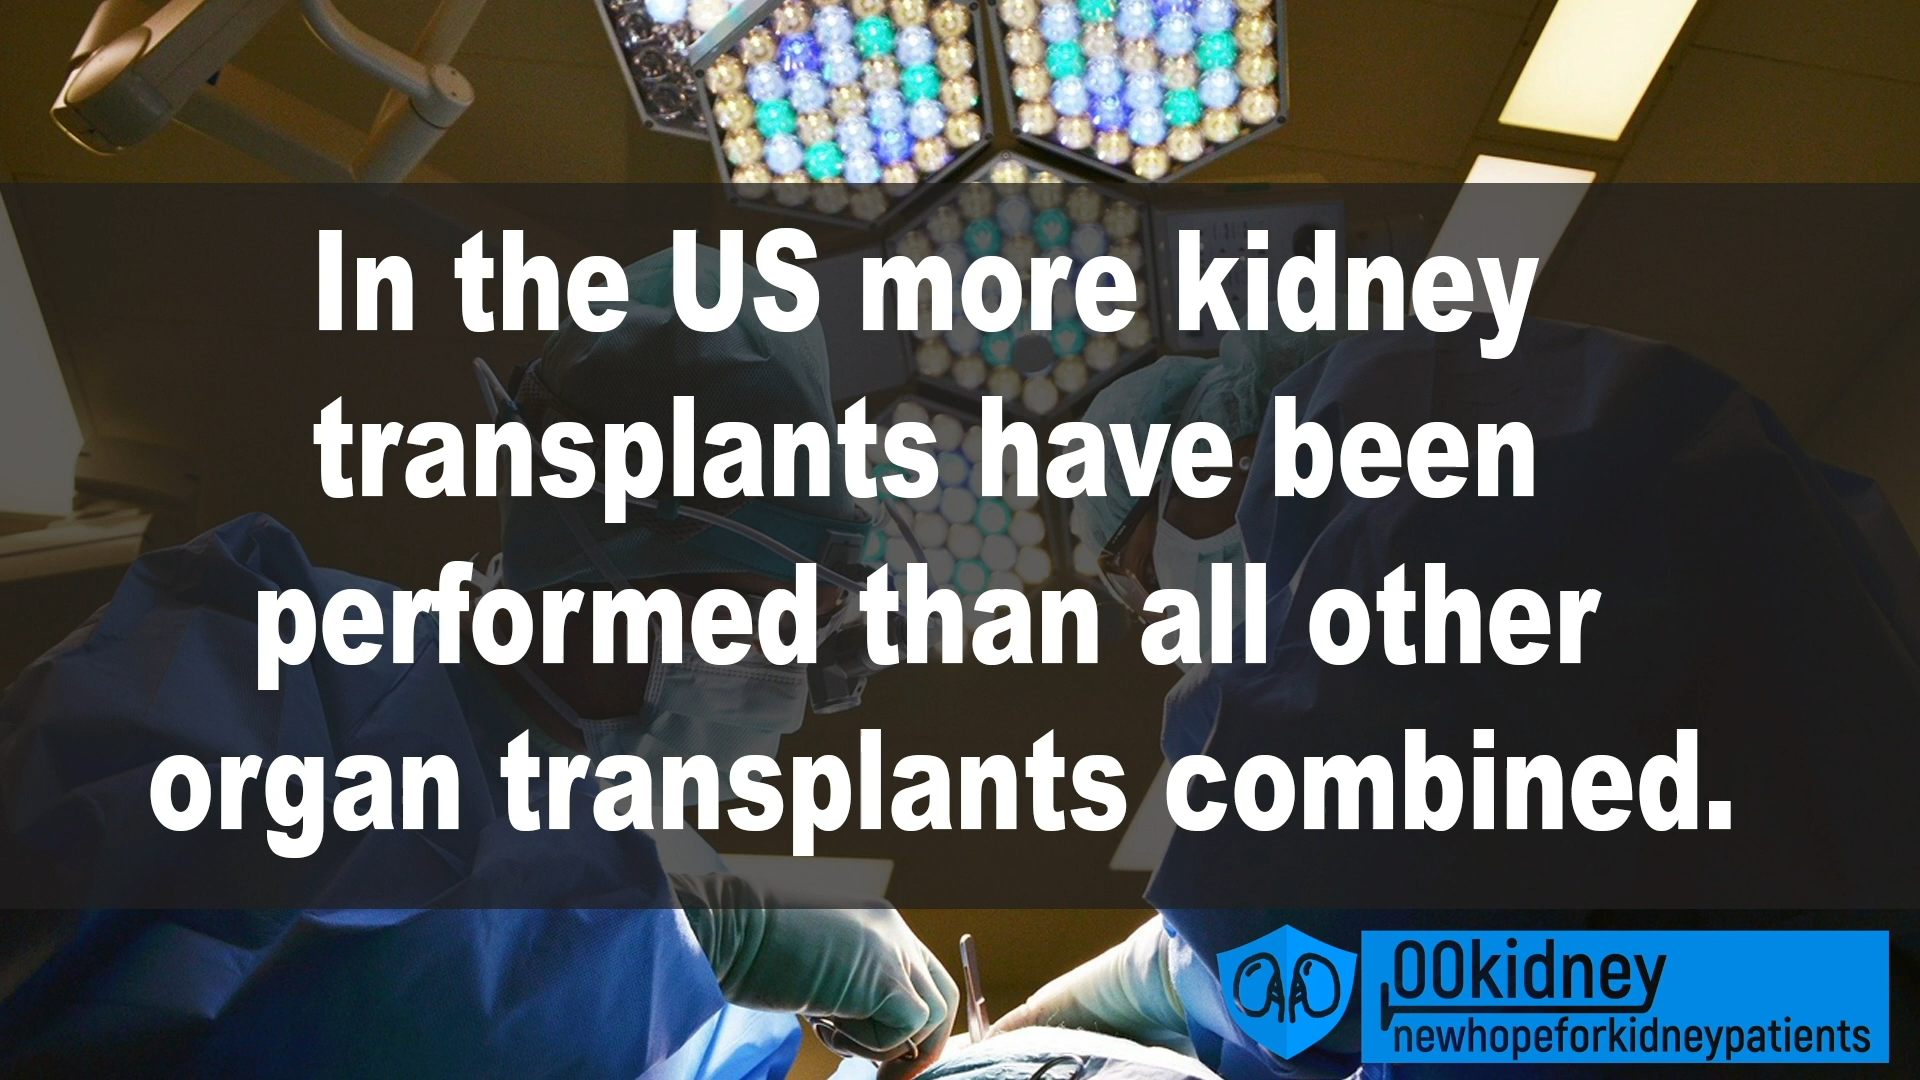 In the US more kidney
transplants have been
performed than all other
organ transplants combined.
00kidney
newhopeforkidneypatients